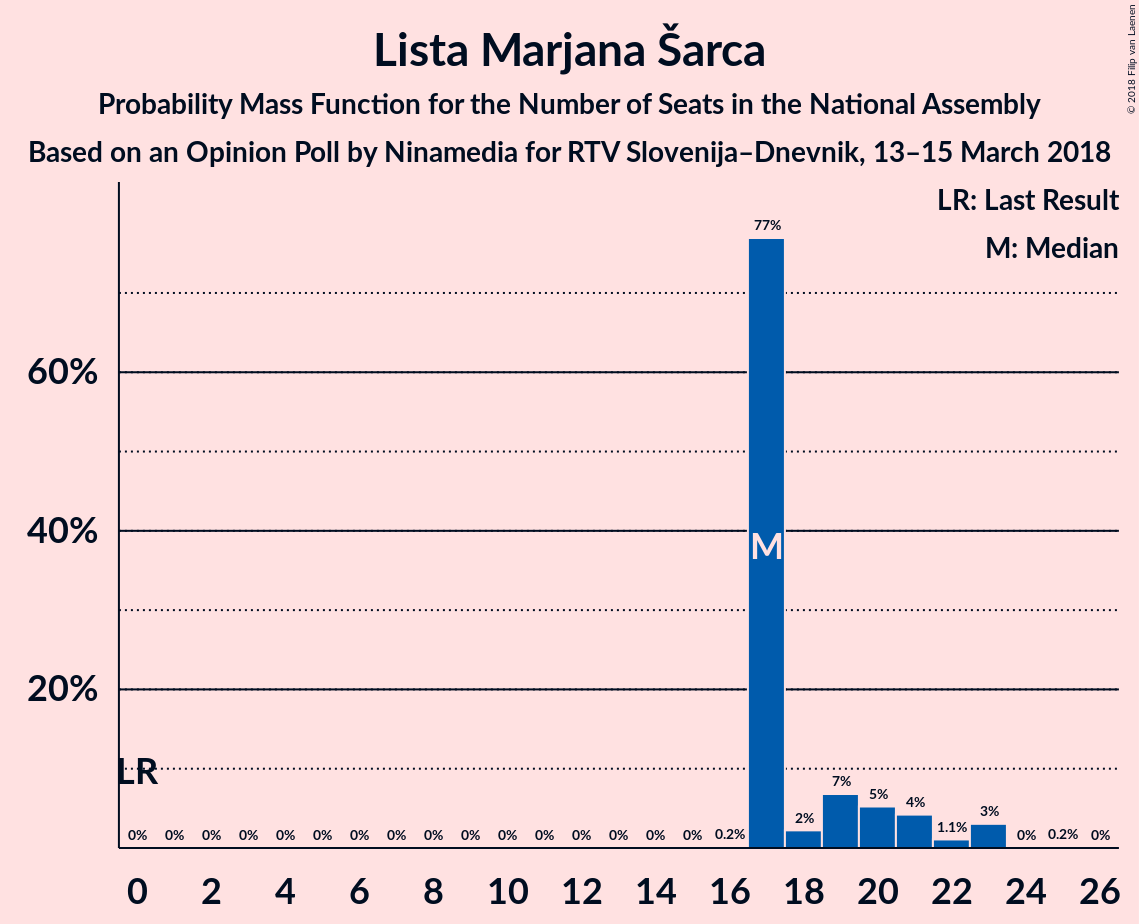 Lista Marjana Šarca
Probability Mass Function for the Number of Seats in the National Assembly
Based on an Opinion Poll by Ninamedia for RTV Slovenija–Dnevnik, 13–15 March 2018
© 2018 Filip van Laenen
LR: Last Result
M: Median
77%
60%
40%
M
20%
LR
0% 0% 0% 0% 0% 0% 0% 0% 0% 0% 0% 0% 0% 0% 0% 0% 0.2% 2% 7% 5% 4% 1.1% 3% 0% 0.2% 0%
0 2 4 6 8 10 12 14 16 18 20 22 24 26